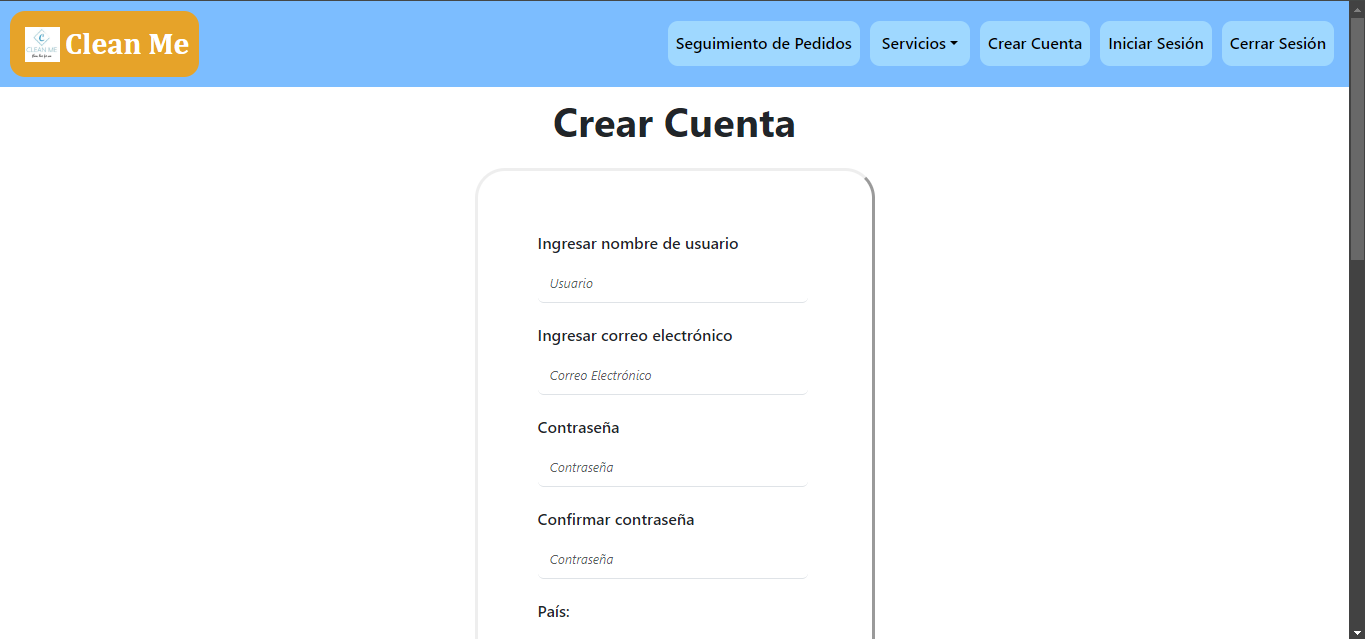 C
CLEAN ME
Clean Me
Seguimiento de Pedidos
Servicios
Crear Cuenta
Iniciar Sesión
Cerrar Sesión
Crear Cuenta
Ingresar nombre de usuario
Usuario
Ingresar correo electrónico
Correo Electrónico
Contraseña
Contraseña
Confirmar contraseña
Contraseña
País: